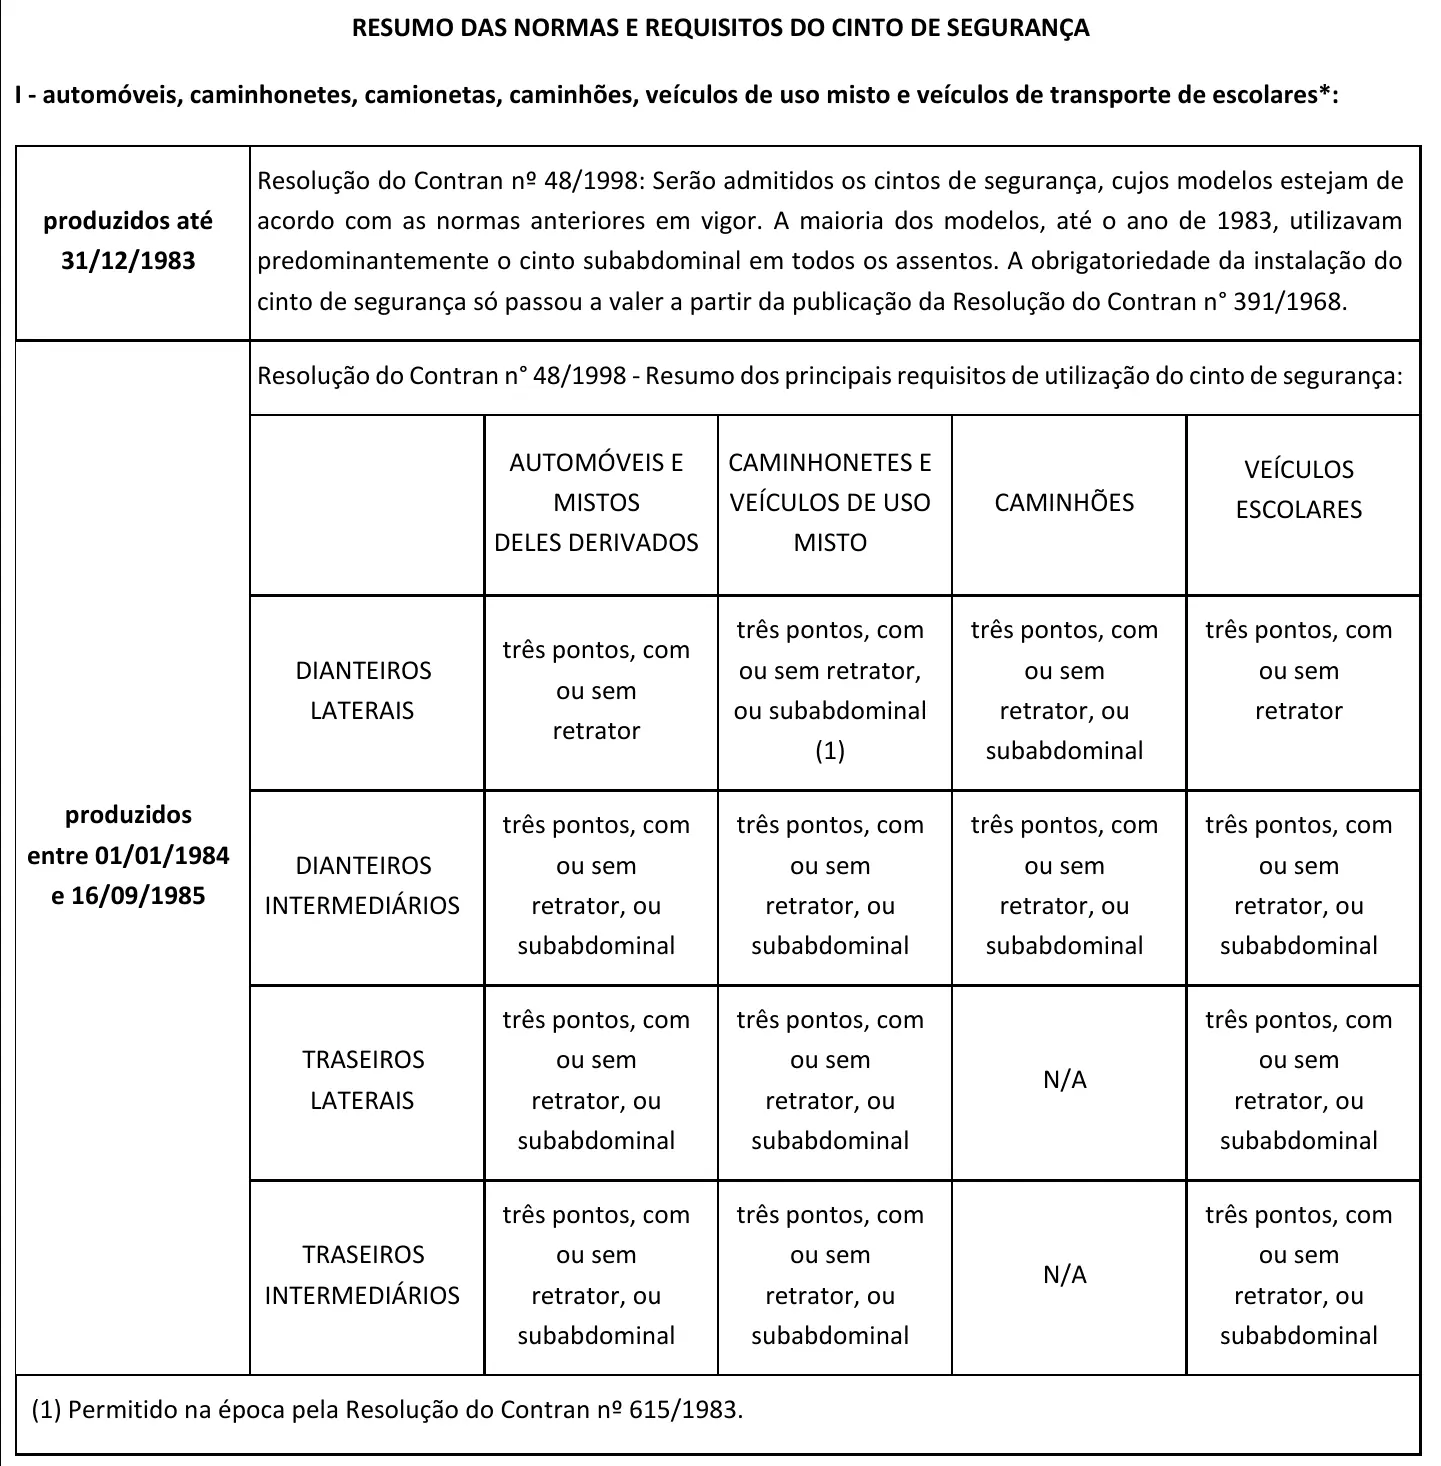 RESUMO DAS NORMAS E REQUISITOS DO CINTO DE SEGURANÇA
I - automóveis, caminhonetes, camionetas, caminhões, veículos de uso misto e veículos de transporte de escolares*:
produzidos até
31/12/1983
Resolução do Contran nº 48/1998: Serão admitidos os cintos de segurança, cujos modelos estejam de
acordo com as normas anteriores em vigor. A maioria dos modelos, até o ano de 1983, utilizavam
predominantemente o cinto subabdominal em todos os assentos. A obrigatoriedade da instalação do
cinto de segurança só passou a valer a partir da publicação da Resolução do Contran n° 391/1968.
produzidos
entre 01/01/1984
e 16/09/1985
Resolução do Contran n° 48/1998 - Resumo dos principais requisitos de utilização do cinto de segurança:
AUTOMÓVEIS E
MISTOS
DELES DERIVADOS
CAMINHONETES E
VEÍCULOS DE USO
MISTO
CAMINHÕES
VEÍCULOS
ESCOLARES
DIANTEIROS
LATERAIS
três pontos, com
ou sem
retrator
três pontos, com
ou sem retrator,
ou subabdominal
(1)
três pontos, com
ou sem
retrator, ou
subabdominal
três pontos, com
ou sem
retrator
DIANTEIROS
INTERMEDIÁRIOS
três pontos, com
ou sem
retrator, ou
subabdominal
três pontos, com
ou sem
retrator, ou
subabdominal
três pontos, com
ou sem
retrator, ou
subabdominal
três pontos, com
ou sem
retrator, ou
subabdominal
TRASEIROS
LATERAIS
três pontos, com
ou sem
retrator, ou
subabdominal
três pontos, com
ou sem
retrator, ou
subabdominal
N/A
três pontos, com
ou sem
retrator, ou
subabdominal
TRASEIROS
INTERMEDIÁRIOS
três pontos, com
ou sem
retrator, ou
subabdominal
três pontos, com
ou sem
retrator, ou
subabdominal
N/A
três pontos, com
ou sem
retrator, ou
subabdominal
(1) Permitido na época pela Resolução do Contran nº 615/1983.